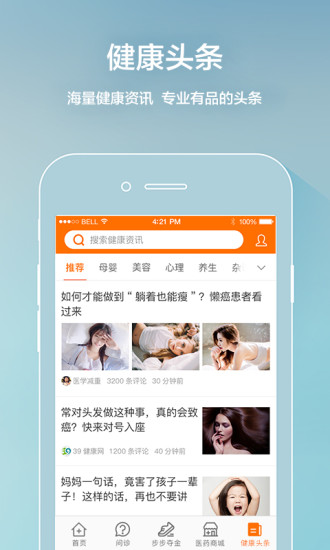 健康头条
海量健康资讯 专业有品的头条
BELL 4:21 PM 100%
搜索健康资讯
推荐 母婴 美容 心理 养生 杂
如何才能做到“躺着也能瘦”？懒癌患者看
过来
医学减重 3200 条评论 30 分钟前
常对头发做这种事，真的会致
癌？快来对号入座
39 健康网 1200 条评论 40 分钟前
妈妈一句话，竟害了孩子一辈
子！这样的话，再也不要讲
首页 问诊 步步夺金 医药商城 健康头条